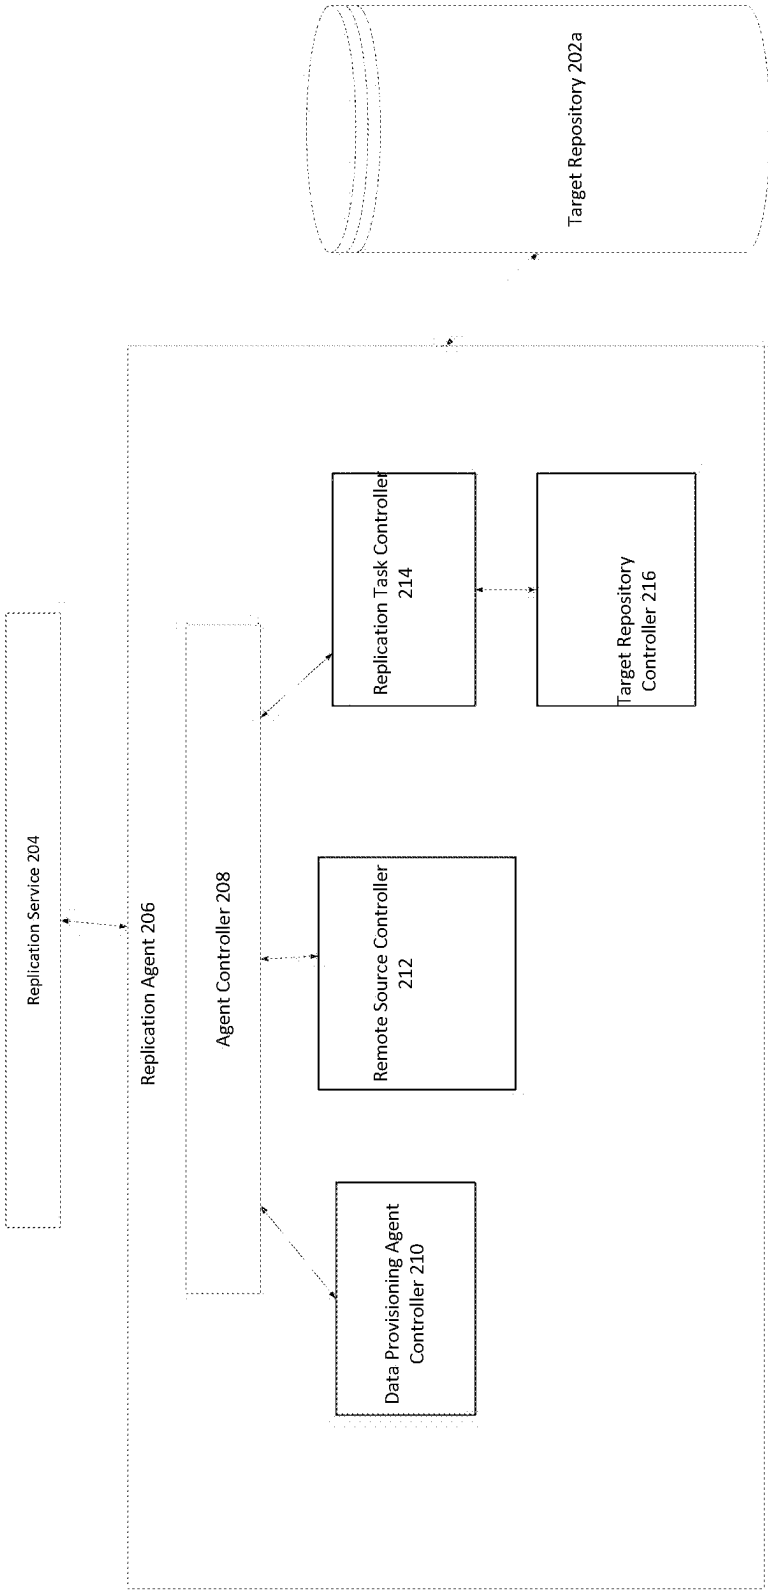 Replication Service 204
Replication Agent 206
Agent Controller 208
Data Provisioning Agent
Controller 210
Remote Source Controller
212
Replication Task Controller
214
Target Repository
Controller 216
Target Repository 202a